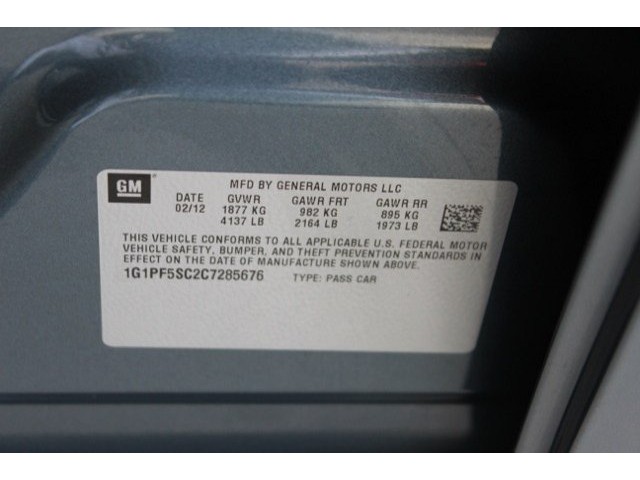 GM
MFD BY GENERAL MOTORS LLC
DATE GVWR GAWR FRT GAWR RR
02/12 1877 KG 982 KG 895 KG
4137 LB 2164 LB 1973 LB
THIS VEHICLE CONFORMS TO ALL APPLICABLE U.S. FEDERAL MOTOR
VEHICLE SAFETY, BUMPER, AND THEFT PREVENTION STANDARDS IN
EFFECT ON THE DATE OF MANUFACTURE SHOWN ABOVE.
1G1PF5SC2C7285676 TYPE: PASS CAR